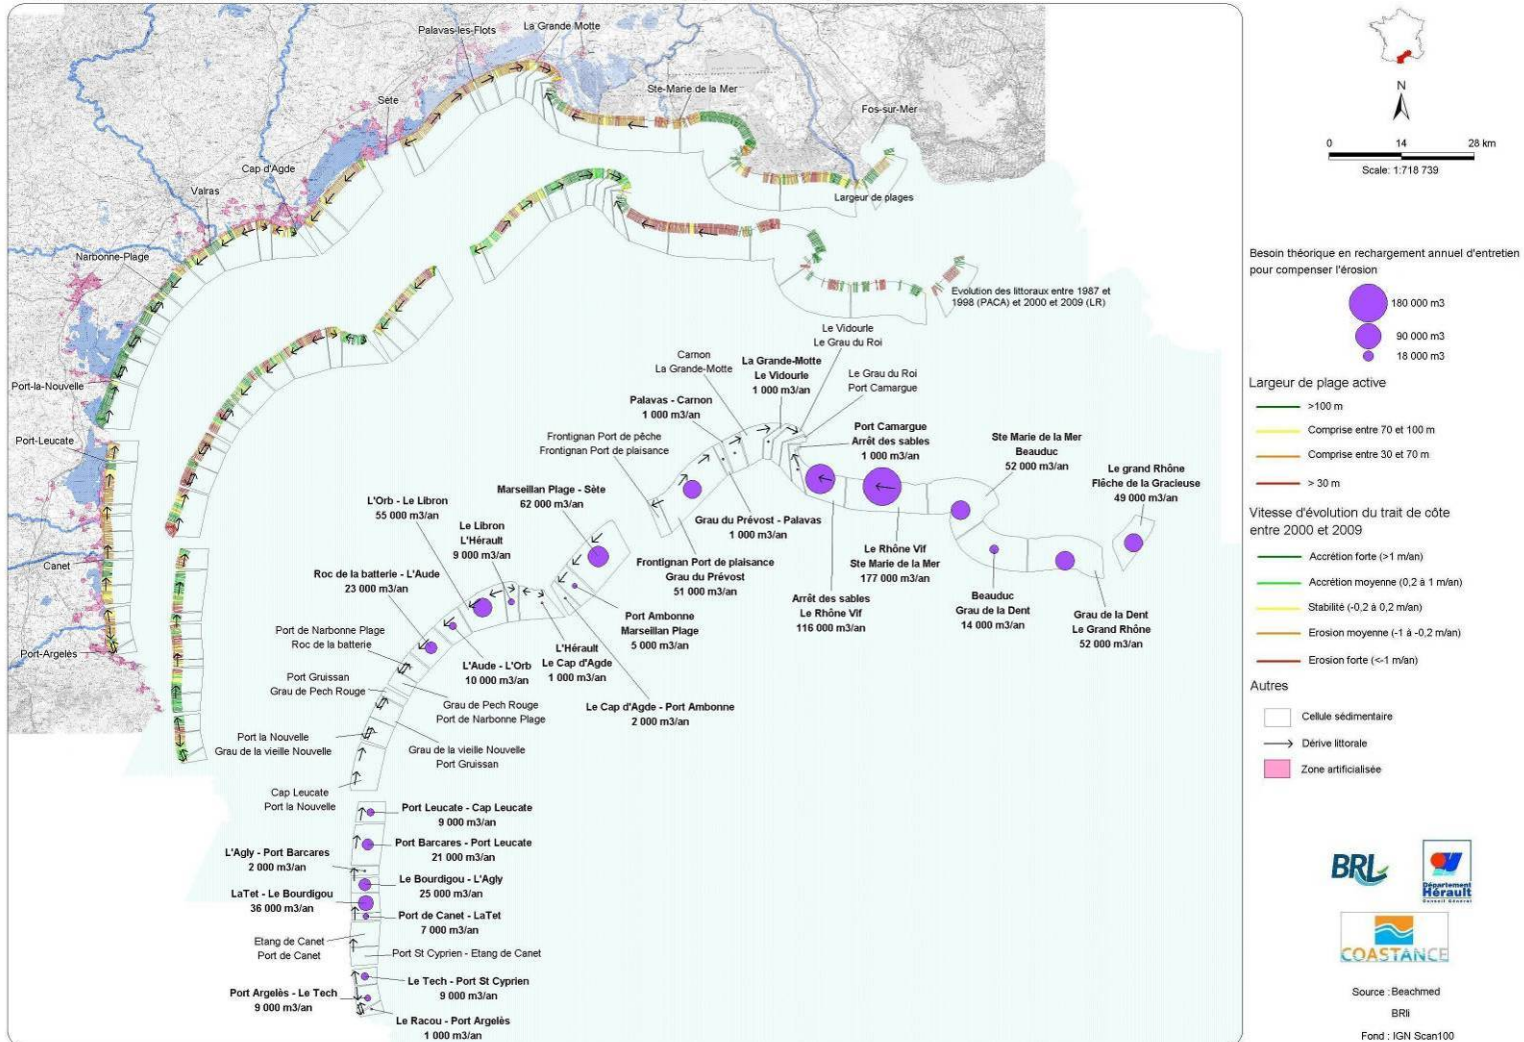 Palavas-les-Flots
La Grande Motte
Sète
Ste-Marie de la Mer
Fos-sur-Mer
Cap d'Agde
Valras
Largeur de plages
Narbonne-Plage
Port-la-Nouvelle
Port-Leucate
Canet
Port-Argelès
Evolution des littoraux entre 1987 et
1998 (PACA) et 2000 et 2009 (LR)
Le Vidourle
Le Grau du Roi
Carnon
La Grande-Motte
La Grande-Motte
Le Vidourle
1 000 m3/an
Le Grau du Roi
Port Camargue
Palavas - Carnon
1 000 m3/an
Frontignan Port de pêche
Frontignan Port de plaisance
Port Camargue
Arrêt des sables
1 000 m3/an
Ste Marie de la Mer
Beauduc
52 000 m3/an
Le grand Rhône
Flêche de la Gracieuse
49 000 m3/an
Marseillan Plage - Sète
62 000 m3/an
L'Orb - Le Libron
55 000 m3/an
Le Libron
L'Hérault
9 000 m3/an
Grau du Prévost - Palavas
1 000 m3/an
Frontignan Port de plaisance
Grau du Prévost
51 000 m3/an
Le Rhône Vif
Ste Marie de la Mer
177 000 m3/an
Arrêt des sables
Le Rhône Vif
116 000 m3/an
Beauduc
Grau de la Dent
14 000 m3/an
Grau de la Dent
Le Grand Rhône
52 000 m3/an
Roc de la batterie - L'Aude
23 000 m3/an
Port de Narbonne Plage
Roc de la batterie
L'Aude - L'Orb
10 000 m3/an
L'Hérault
Le Cap d'Agde
1 000 m3/an
Port Ambonne
Marseillan Plage
5 000 m3/an
Le Cap d'Agde - Port Ambonne
2 000 m3/an
Port Gruissan
Grau de Pech Rouge
Grau de Pech Rouge
Port de Narbonne Plage
Port la Nouvelle
Grau de la vieille Nouvelle
Grau de la vieille Nouvelle
Port Gruissan
Cap Leucate
Port la Nouvelle
Port Leucate - Cap Leucate
9 000 m3/an
Port Barcares - Port Leucate
21 000 m3/an
L'Agly - Port Barcares
2 000 m3/an
Le Bourdigou - L'Agly
25 000 m3/an
LaTet - Le Bourdigou
36 000 m3/an
Port de Canet - LaTet
7 000 m3/an
Etang de Canet
Port de Canet
Port St Cyprien - Etang de Canet
Le Tech - Port St Cyprien
9 000 m3/an
Port Argelès - Le Tech
9 000 m3/an
Le Racou - Port Argelès
1 000 m3/an
N
0 14 28 km
Scale: 1:718 739
Besoin théorique en rechargement annuel d'entretien
pour compenser l'érosion
180 000 m3
90 000 m3
18 000 m3
Largeur de plage active
>100 m
Comprise entre 70 et 100 m
Comprise entre 30 et 70 m
> 30 m
Vitesse d'évolution du trait de côte
entre 2000 et 2009
Accrétion forte (>1 m/an)
Accrétion moyenne (0,2 à 1 m/an)
Stabilité (-0,2 à 0,2 m/an)
Erosion moyenne (-1 à -0,2 m/an)
Erosion forte (<-1 m/an)
Autres
Cellule sédimentaire
Dérive littorale
Zone artificialisée
BRL
Département
Hérault
Conseil Général
COASTANCE
Source : Beachmed
BRli
Fond : IGN Scan100